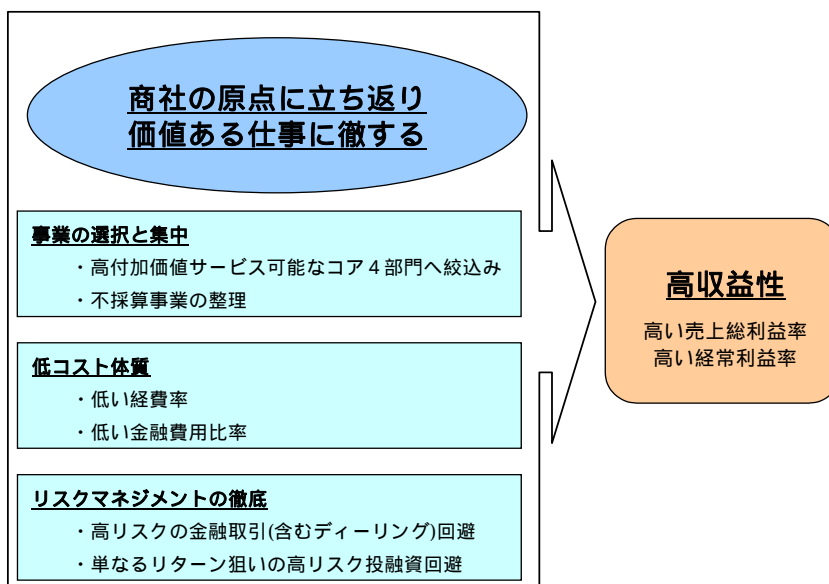 商社の原点に立ち返り
価値ある仕事に徹する
事業の選択と集中
・高付加価値サービス可能なコア４部門へ絞込み
・不採算事業の整理
低コスト体質
・低い経費率
・低い金融費用比率
リスクマネジメントの徹底
・高リスクの金融取引(含むディーリング)回避
・単なるリターン狙いの高リスク投融資回避
高収益性
高い売上総利益率
高い経常利益率